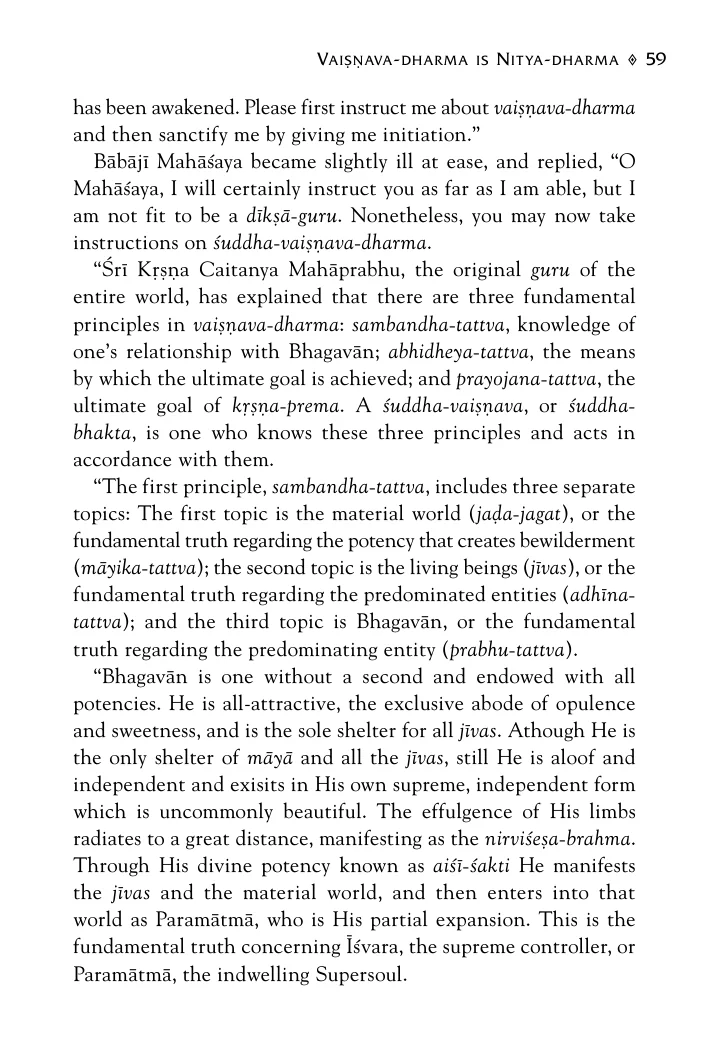 VAIṢṆAVA-DHARMA IS NITYA-DHARMA ◊ 59
has been awakened. Please first instruct me about vaiṣṇava-dharma
and then sanctify me by giving me initiation.”
Bābājī Mahāśaya became slightly ill at ease, and replied, “O
Mahāśaya, I will certainly instruct you as far as I am able, but I
am not fit to be a dīkṣā-guru. Nonetheless, you may now take
instructions on śuddha-vaiṣṇava-dharma.
“Śrī Kṛṣṇa Caitanya Mahāprabhu, the original guru of the
entire world, has explained that there are three fundamental
principles in vaiṣṇava-dharma: sambandha-tattva, knowledge of
one’s relationship with Bhagavān; abhidheya-tattva, the means
by which the ultimate goal is achieved; and prayojana-tattva, the
ultimate goal of kṛṣṇa-prema. A śuddha-vaiṣṇava, or śuddha-
bhakta, is one who knows these three principles and acts in
accordance with them.
“The first principle, sambandha-tattva, includes three separate
topics: The first topic is the material world (jaḍa-jagat), or the
fundamental truth regarding the potency that creates bewilderment
(māyika-tattva); the second topic is the living beings (jīvas), or the
fundamental truth regarding the predominated entities (adhīna-
tattva); and the third topic is Bhagavān, or the fundamental
truth regarding the predominating entity (prabhu-tattva).
“Bhagavān is one without a second and endowed with all
potencies. He is all-attractive, the exclusive abode of opulence
and sweetness, and is the sole shelter for all jīvas. Athough He is
the only shelter of māyā and all the jīvas, still He is aloof and
independent and exisits in His own supreme, independent form
which is uncommonly beautiful. The effulgence of His limbs
radiates to a great distance, manifesting as the nirviśeṣa-brahma.
Through His divine potency known as aiśī-śakti He manifests
the jīvas and the material world, and then enters into that
world as Paramātmā, who is His partial expansion. This is the
fundamental truth concerning Īśvara, the supreme controller, or
Paramātmā, the indwelling Supersoul.